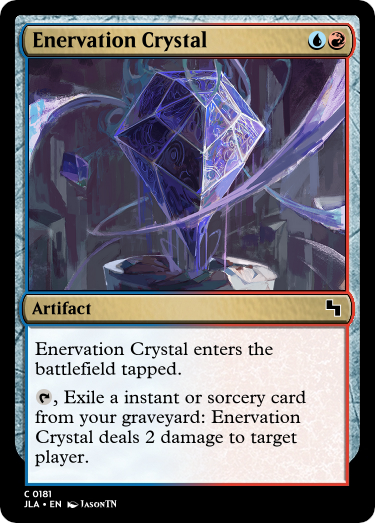 Enervation Crystal
Artifact
Enervation Crystal enters the
battlefield tapped.
, Exile a instant or sorcery card
from your graveyard: Enervation
Crystal deals 2 damage to target
player.
C 0181
JLA • EN JASONTN